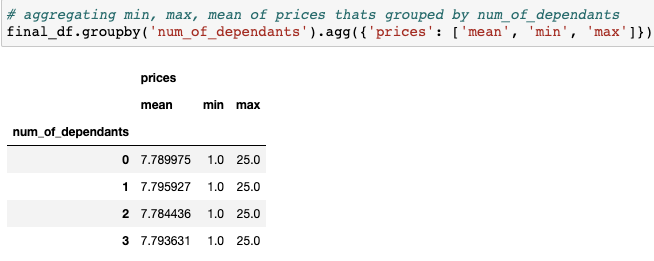 # aggregating min, max, mean of prices thats grouped by num_of_dependants
final_df.groupby('num_of_dependants').agg({'prices': ['mean', 'min', 'max']})
prices
mean min max
num_of_dependants
0 7.789975 1.0 25.0
1 7.795927 1.0 25.0
2 7.784436 1.0 25.0
3 7.793631 1.0 25.0